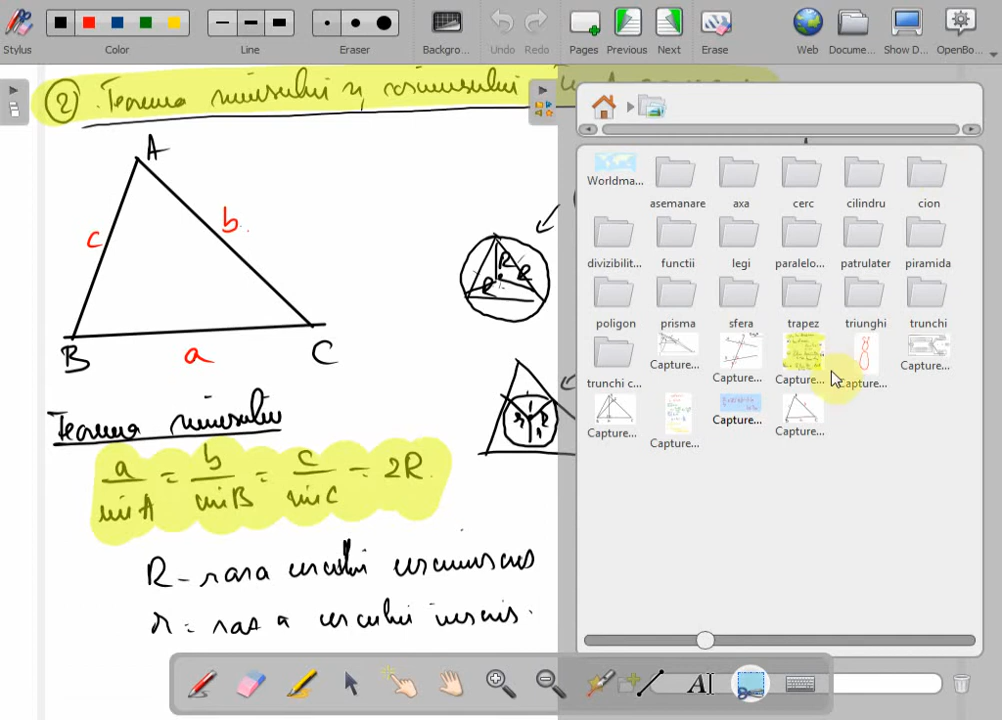 Stylus
Color
Line
Eraser
Backgro...
Undo
Redo
Pages
Previous
Next
Erase
Web
Docume...
Show D...
OpenBo...
② . Teorema sinusului și cosinusului
A
c
b
B
a
C
R
R
R
r
r
r
Teorema sinusului
a/sin A = b/sin B = c/sin C = 2R.
R - raza cercului circumscris
r = raza cercului înscris.
Worldma...
asemanare
axa
cerc
cilindru
cion
divizibilit...
functii
legi
paralelo...
patrulater
piramida
poligon
prisma
sfera
trapez
triunghi
trunchi
trunchi c...
Capture...
Capture...
Capture...
Capture...
Capture...
Capture...
Capture...
Capture...
Capture...
A